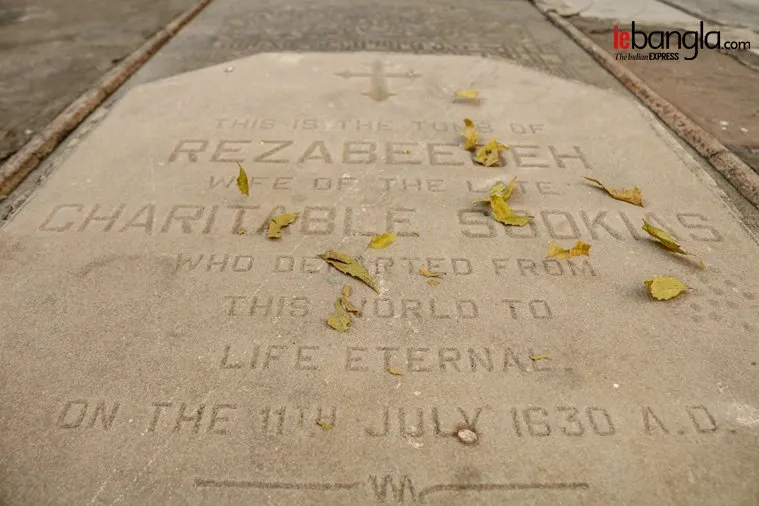 iebangla.com
The Indian EXPRESS
THIS IS THE TOMB OF
REZABEEBEH
WIFE OF THE LATE
CHARITABLE SOOKIAS
WHO DEPARTED FROM
THIS WORLD TO
LIFE ETERNAL.
ON THE 11TH JULY 1630 A.D.